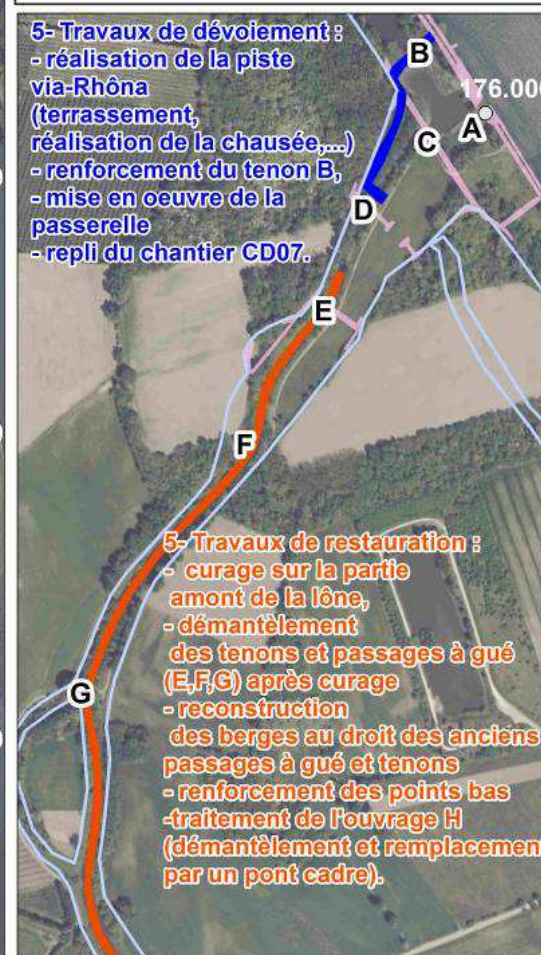 5- Travaux de dévoiement :
- réalisation de la piste
via-Rhôna
(terrassement,
réalisation de la chausée,...)
- renforcement du tenon B,
- mise en oeuvre de la
passerelle
- repli du chantier CD07.
B
176.00
A
C
D
E
F
5- Travaux de restauration :
- curage sur la partie
amont de la lône,
- démantèlement
des tenons et passages à gué
(E,F,G) après curage
- reconstruction
des berges au droit des anciens
passages à gué et tenons
- renforcement des points bas
-traitement de l'ouvrage H
(démantèlement et remplacemen
par un pont cadre).
G